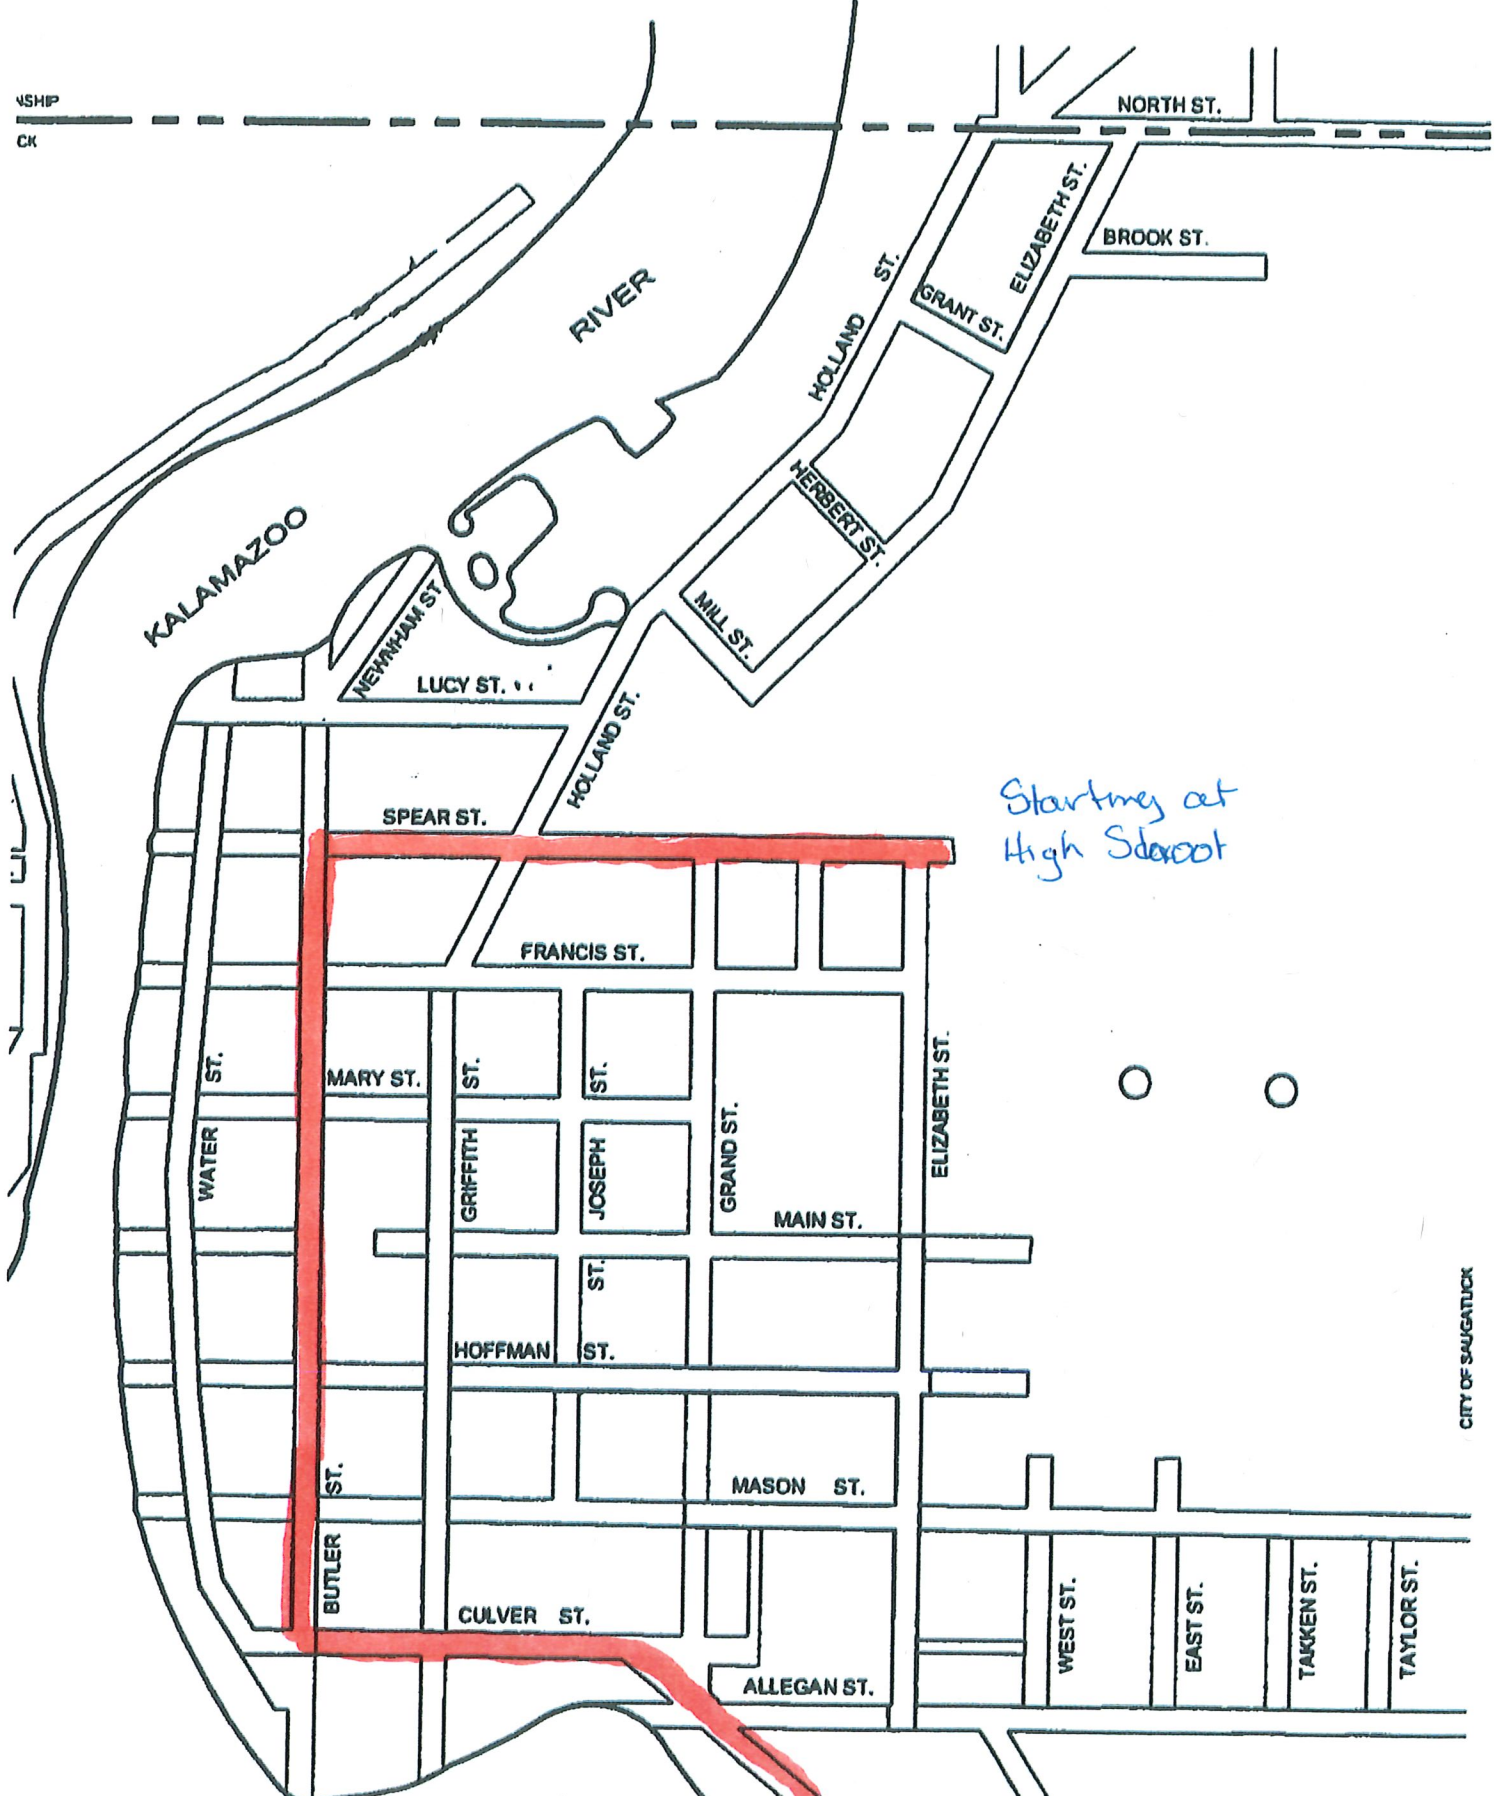 NSHIP
CK
NORTH ST.
ELIZABETH ST.
BROOK ST.
GRANT ST.
HOLLAND ST.
RIVER
KALAMAZOO
HERBERT ST.
MILL ST.
NEWNHAM ST
LUCY ST.
HOLLAND ST.
SPEAR ST.
Starting at
High
FRANCIS ST.
WATER ST.
MARY ST.
GRIFFITH ST.
JOSEPH ST.
ST.
GRAND ST.
ELIZABETH ST.
MAIN ST.
HOFFMAN ST.
CITY OF SAUGATUCK
MASON ST.
BUTLER ST.
CULVER ST.
ALLEGAN ST.
WEST ST.
EAST ST.
TAKKEN ST.
TAYLOR ST.